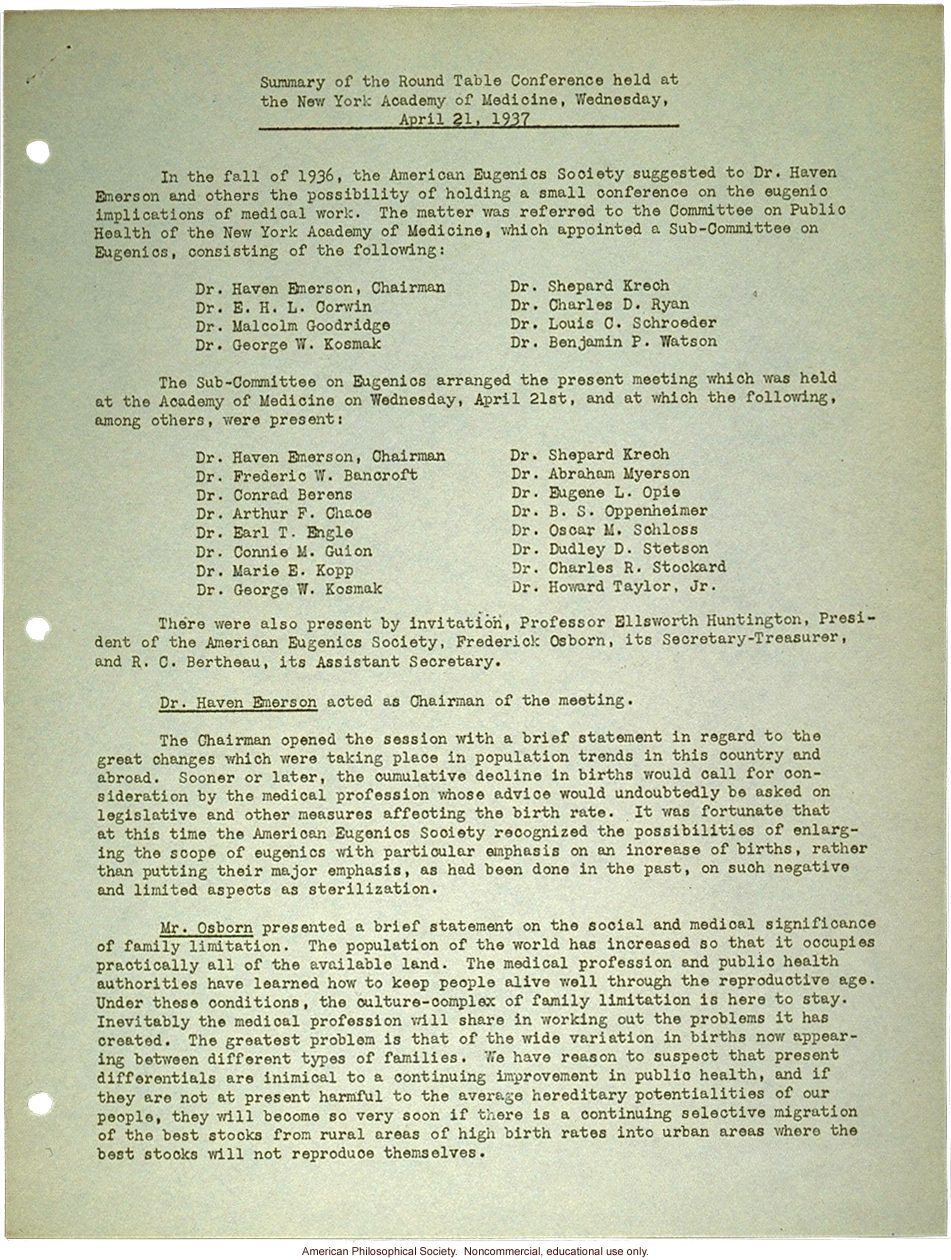 Summary of the Round Table Conference held at
the New York Academy of Medicine, Wednesday,
April 21, 1937
In the fall of 1936, the American Eugenics Society suggested to Dr. Haven
Emerson and others the possibility of holding a small conference on the eugenic
implications of medical work. The matter was referred to the Committee on Public
Health of the New York Academy of Medicine, which appointed a Sub-Committee on
Eugenics, consisting of the following:
Dr. Haven Emerson, Chairman
Dr. E. H. L. Corwin
Dr. Malcolm Goodridge
Dr. George W. Kosmak
Dr. Shepard Krech
Dr. Charles D. Ryan
Dr. Louis C. Schroeder
Dr. Benjamin P. Watson
The Sub-Committee on Eugenics arranged the present meeting which was held
at the Academy of Medicine on Wednesday, April 21st, and at which the following,
among others, were present:
Dr. Haven Emerson, Chairman
Dr. Frederic W. Bancroft
Dr. Conrad Berens
Dr. Arthur F. Chace
Dr. Earl T. Engle
Dr. Connie M. Guion
Dr. Marie E. Kopp
Dr. George W. Kosmak
Dr. Shepard Krech
Dr. Abraham Myerson
Dr. Eugene L. Opie
Dr. B. S. Oppenheimer
Dr. Oscar M. Schloss
Dr. Dudley D. Stetson
Dr. Charles R. Stockard
Dr. Howard Taylor, Jr.
There were also present by invitation, Professor Ellsworth Huntington, Presi-
dent of the American Eugenics Society, Frederick Osborn, its Secretary-Treasurer,
and R. C. Bertheau, its Assistant Secretary.
Dr. Haven Emerson acted as Chairman of the meeting.
The Chairman opened the session with a brief statement in regard to the
great changes which were taking place in population trends in this country and
abroad. Sooner or later, the cumulative decline in births would call for con-
sideration by the medical profession whose advice would undoubtedly be asked on
legislative and other measures affecting the birth rate. It was fortunate that
at this time the American Eugenics Society recognized the possibilities of enlarg-
ing the scope of eugenics with particular emphasis on an increase of births, rather
than putting their major emphasis, as had been done in the past, on such negative
and limited aspects as sterilization.
Mr. Osborn presented a brief statement on the social and medical significance
of family limitation. The population of the world has increased so that it occupies
practically all of the available land. The medical profession and public health
authorities have learned how to keep people alive well through the reproductive age.
Under these conditions, the culture-complex of family limitation is here to stay.
Inevitably the medical profession will share in working out the problems it has
created. The greatest problem is that of the wide variation in births now appear-
ing between different types of families. We have reason to suspect that present
differentials are inimical to a continuing improvement in public health, and if
they are not at present harmful to the average hereditary potentialities of our
people, they will become so very soon if there is a continuing selective migration
of the best stocks from rural areas of high birth rates into urban areas where the
best stocks will not reproduce themselves.
American Philosophical Society. Noncommercial, educational use only.